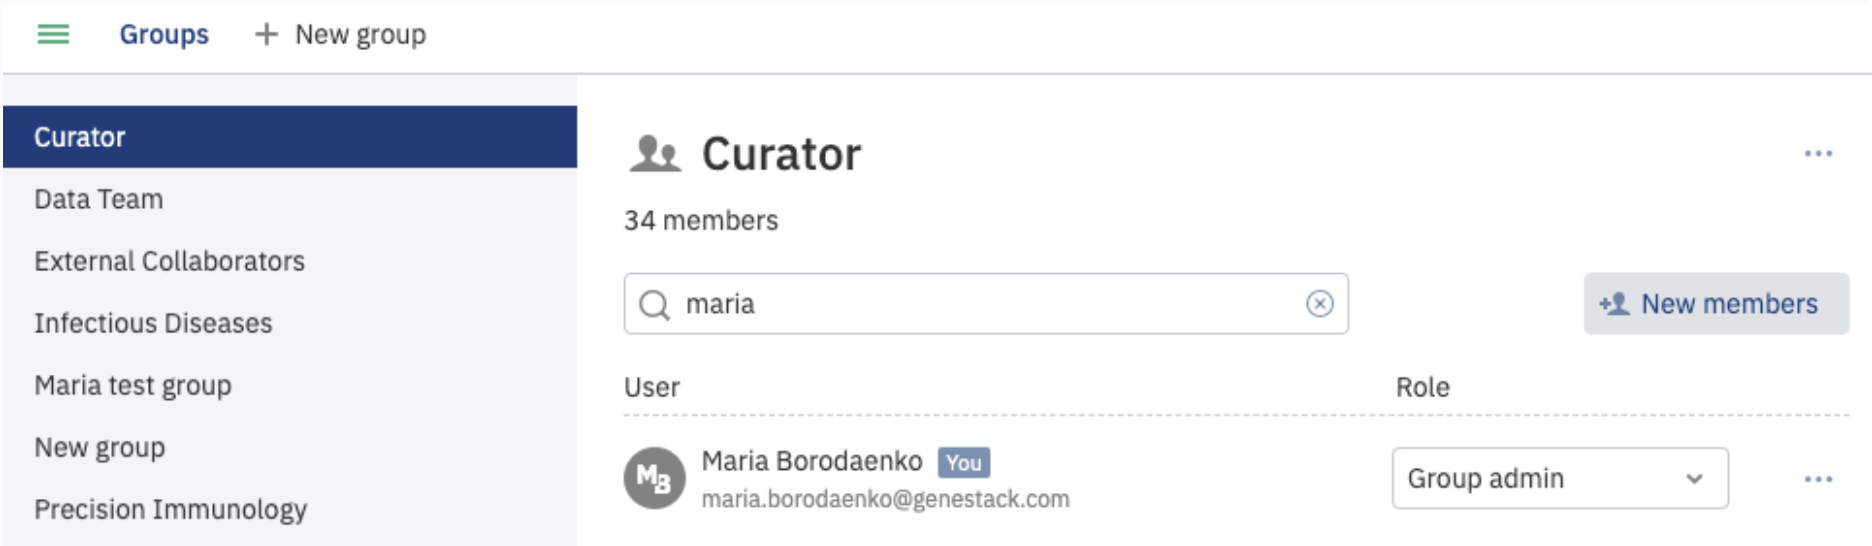 Groups + New group
Curator
Data Team
External Collaborators
Infectious Diseases
Maria test group
New group
Precision Immunology
Curator
34 members
maria
New members
User Role
MB Maria Borodaenko You
maria.borodaenko@genestack.com
Group admin